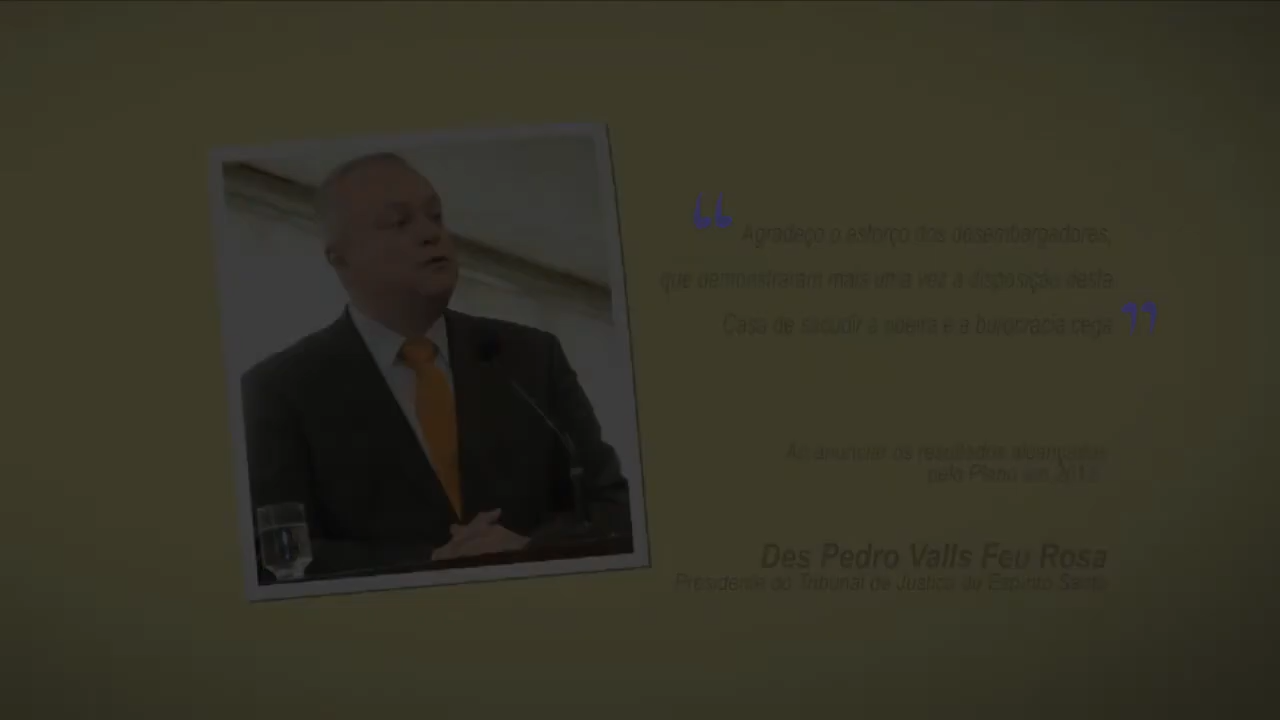 “ Agradeço o esforço dos desembargadores,
que demonstraram mais uma vez a disposição desta
Casa de sacudir a poeira e a burocracia cega ”
Ao anunciar os resultados alcançados
pelo Plano em
Des Pedro Valls Feu Rosa
Presidente do Tribunal de Justiça do Espírito Santo